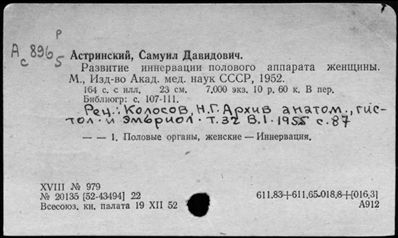 Р
А 896
с 5
Астринский, Самуил Давидович.
Развитие иннервации полового аппарата женщины.
М., Изд-во Акад. мед. наук СССР, 1952.
164 с. с илл. 23 см. 7,000 экз. 10 р. 60 к. В пер.
Библиогр: с. 107-111.
Рец.: Колосов, Н.Г. Архив анатом., гис-
тол. и эмбриол. т. 32 В.1. 1955 с.87
— — 1. Половые органы, женские — Иннервация.
XVIII № 979
№ 20135 [52-43494] 22
Всесоюз. кн. палата 19 XII 52
611.83+611.65-018.8+[016.3]
А912